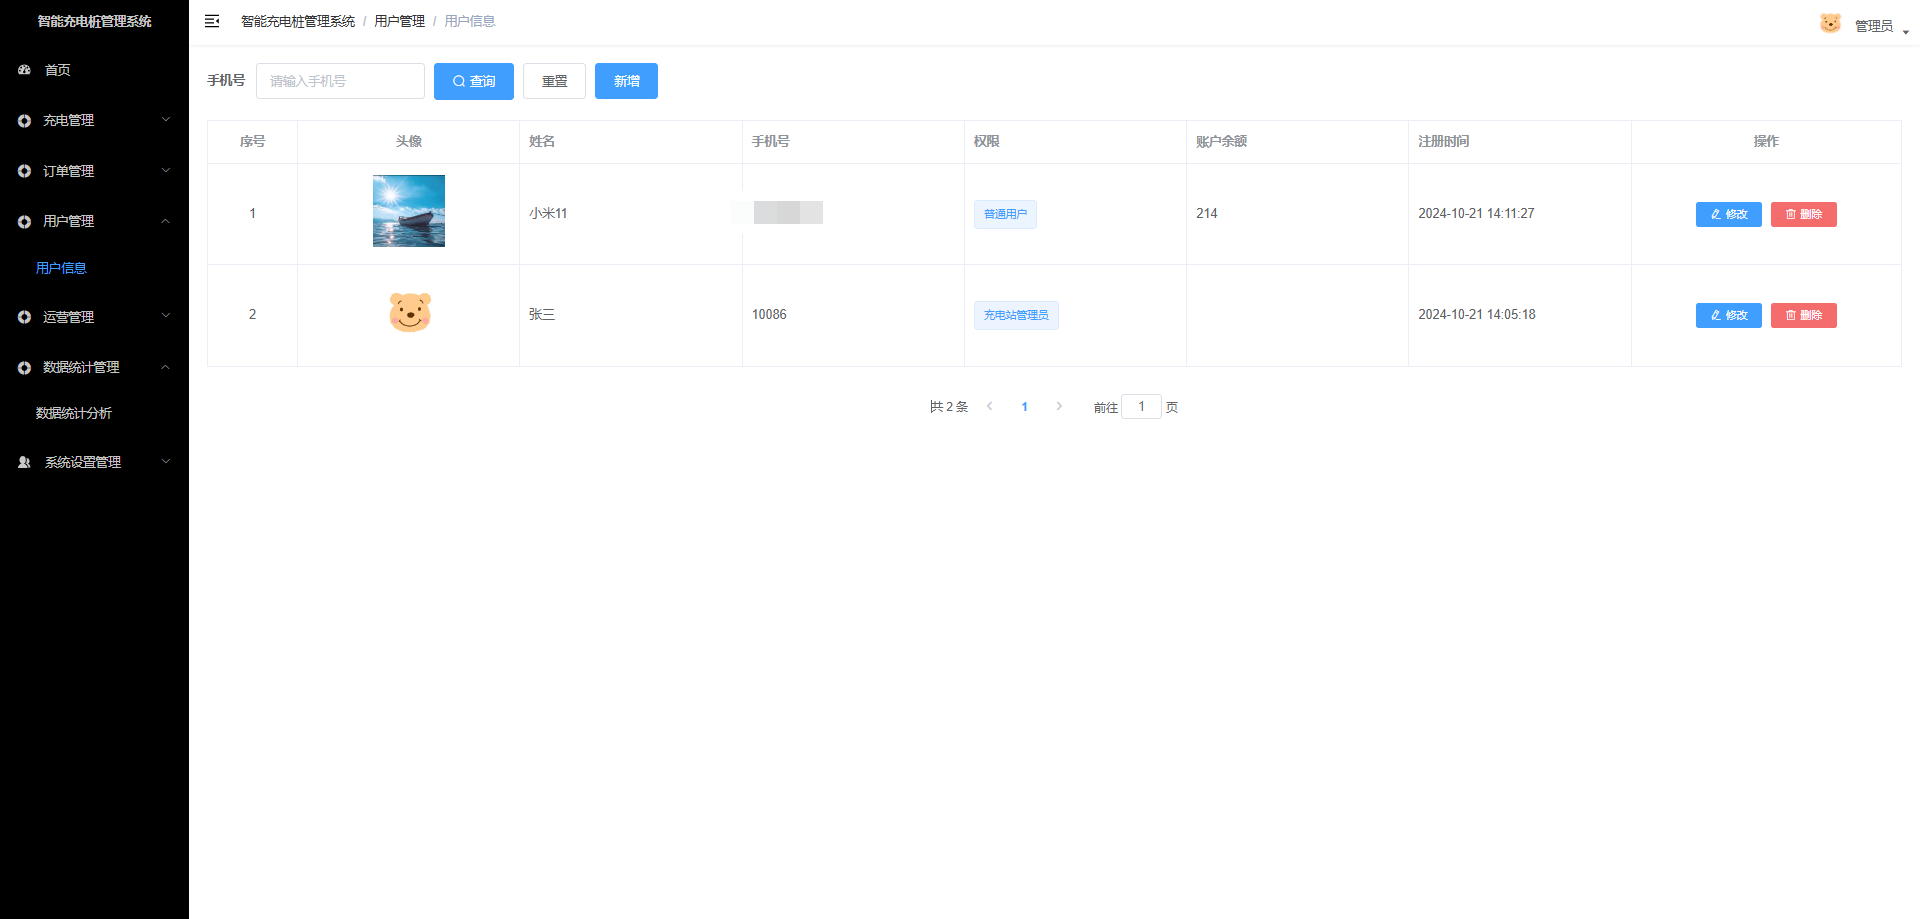 智能充电桩管理系统
首页
充电管理
订单管理
用户管理
用户信息
运营管理
数据统计管理
数据统计分析
系统设置管理
智能充电桩管理系统 / 用户管理 / 用户信息
管理员
手机号 请输入手机号 查询 重置 新增
序号 头像 姓名 手机号 权限 账户余额 注册时间 操作
1 小米11 普通用户 214 2024-10-21 14:11:27 修改 删除
2 张三 10086 充电站管理员 2024-10-21 14:05:18 修改 删除
共 2 条 1 前往 1 页